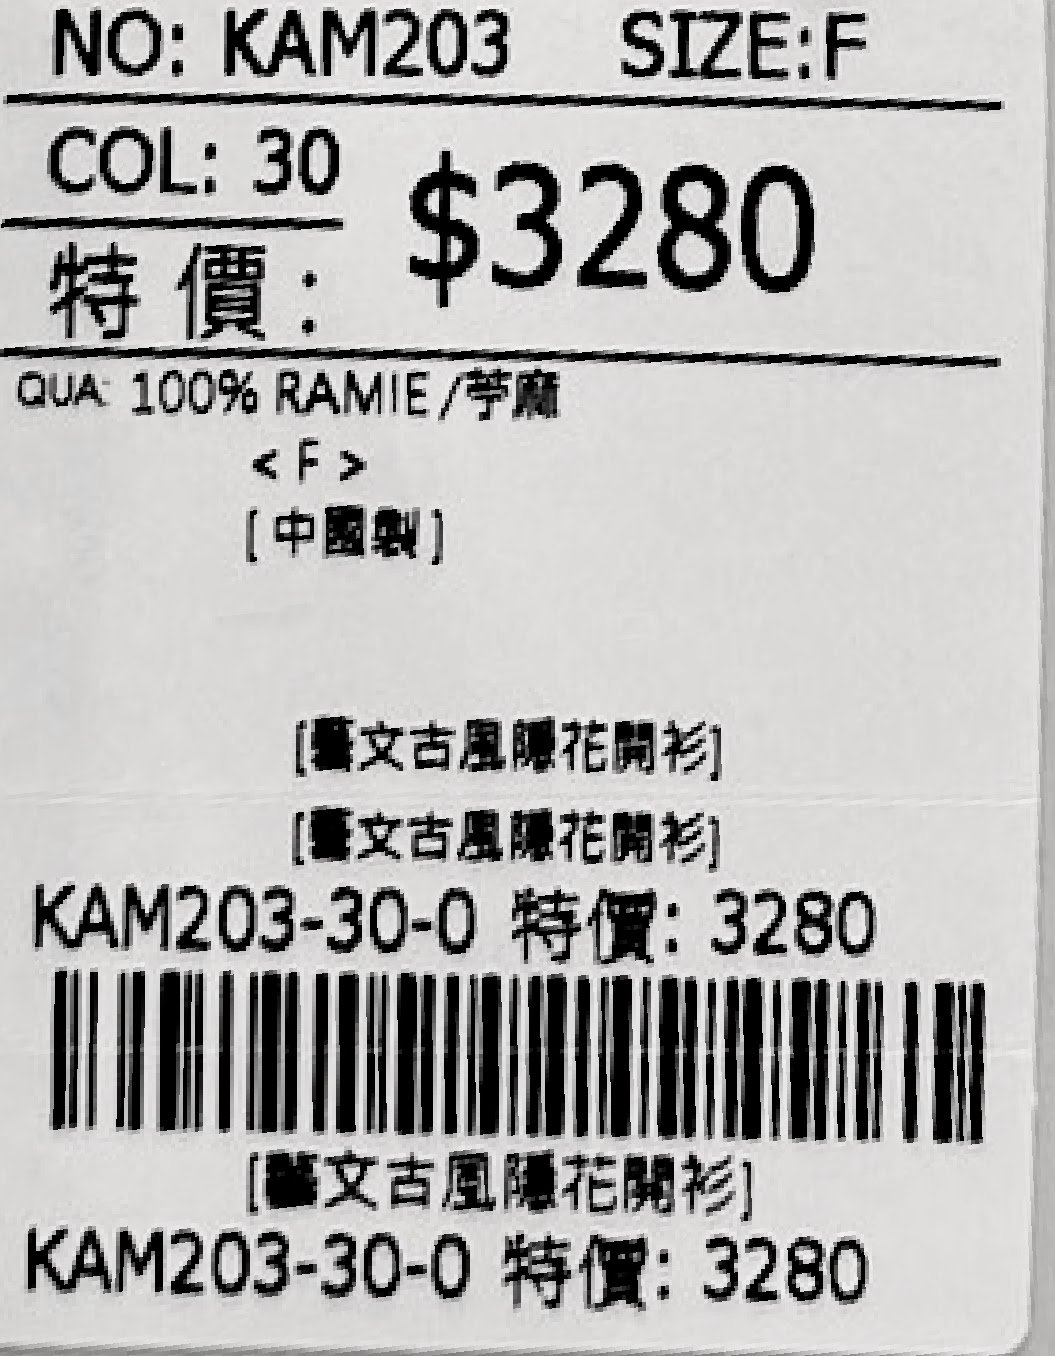 NO: KAM203 SIZE:F
COL: 30
$3280
特價:
QUA: 100% RAMIE/苧麻
< F >
[中國製]
[藝文古風隱花開衫]
[藝文古風隱花開衫]
KAM203-30-0 特價: 3280
[藝文古風隱花開衫]
KAM203-30-0 特價: 3280